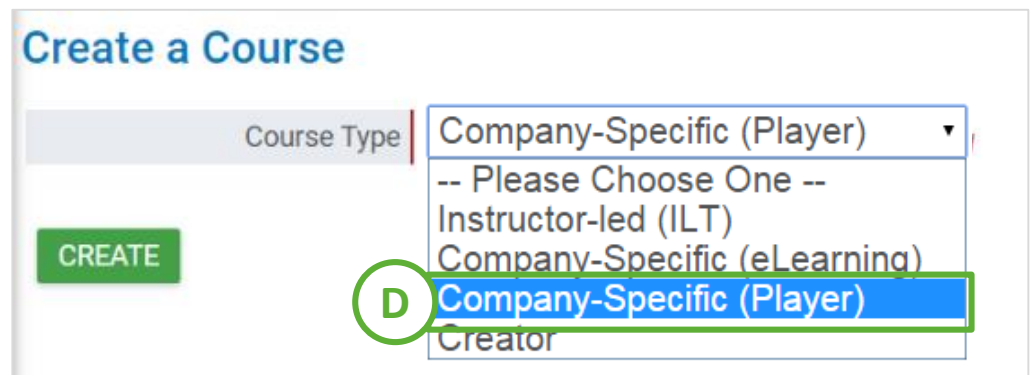 Create a Course
Course Type
Company-Specific (Player)
-- Please Choose One --
Instructor-led (ILT)
Company-Specific (eLearning)
D Company-Specific (Player)
Creator
CREATE